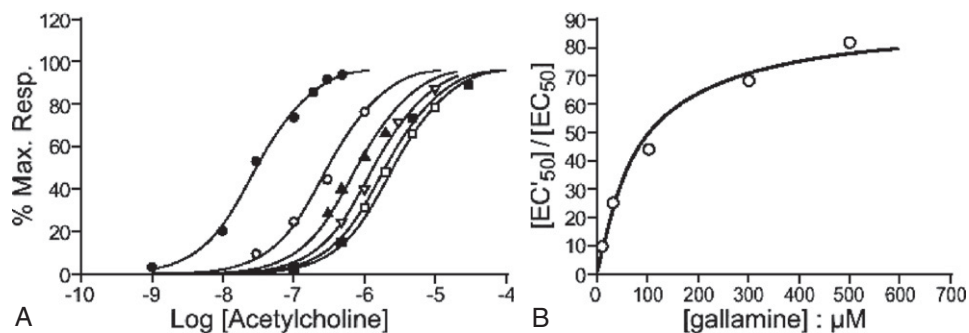 120
100
80
60
40
20
0
% Max. Resp.
-10 -9 -8 -7 -6 -5 -4
Log [Acetylcholine]
A
90
80
70
60
50
40
30
20
10
0
[EC'50] / [EC50]
0 100 200 300 400 500 600 700
[gallamine] : µM
B